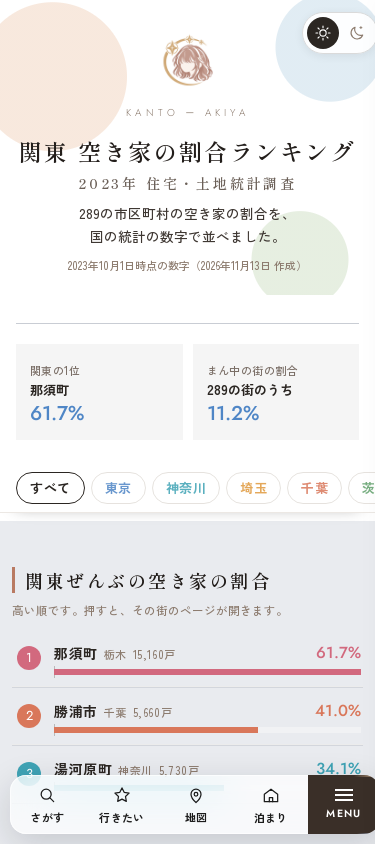 KANTO — AKIYA
関東 空き家の割合ランキング
2023年 住宅・土地統計調査
289の市区町村の空き家の割合を、
国の統計の数字で並べました。
2023年10月1日時点の数字（2026年11月13日 作成）
関東の1位
那須町
61.7%
まん中の街の割合
289の街のうち
11.2%
すべて 東京 神奈川 埼玉 千葉 茨
関東ぜんぶの空き家の割合
高い順です。押すと、その街のページが開きます。
1 那須町 栃木 15,160戸 61.7%
2 勝浦市 千葉 5,660戸 41.0%
3 湯河原町 神奈川 5,730戸 34.1%
さがす 行きたい 地図 泊まり MENU